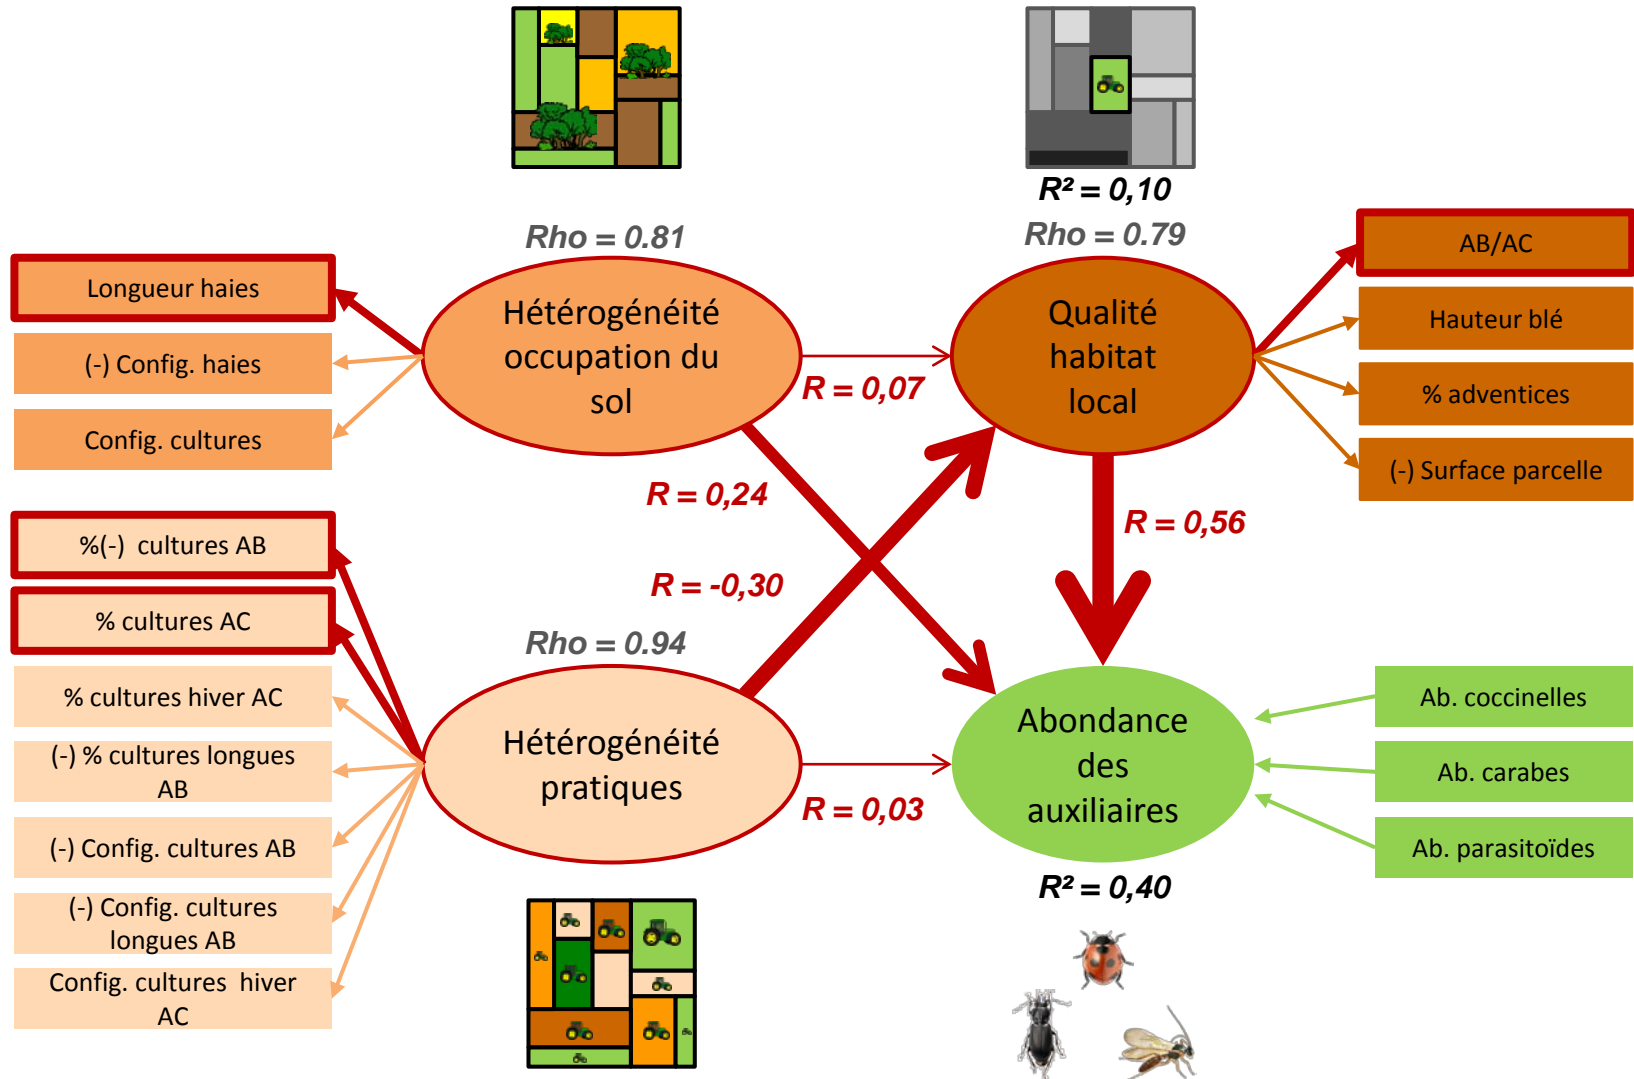 R² = 0,10
Rho = 0.81
Rho = 0.79
Longueur haies
(-) Config. haies
Config. cultures
Hétérogénéité
occupation du
sol
R = 0,07
Qualité
habitat
local
AB/AC
Hauteur blé
% adventices
(-) Surface parcelle
R = 0,24
R = 0,56
R = -0,30
%(-) cultures AB
% cultures AC
% cultures hiver AC
(-) % cultures longues
AB
(-) Config. cultures AB
(-) Config. cultures
longues AB
Config. cultures hiver
AC
Rho = 0.94
Hétérogénéité
pratiques
R = 0,03
Abondance
des
auxiliaires
Ab. coccinelles
Ab. carabes
Ab. parasitoïdes
R² = 0,40